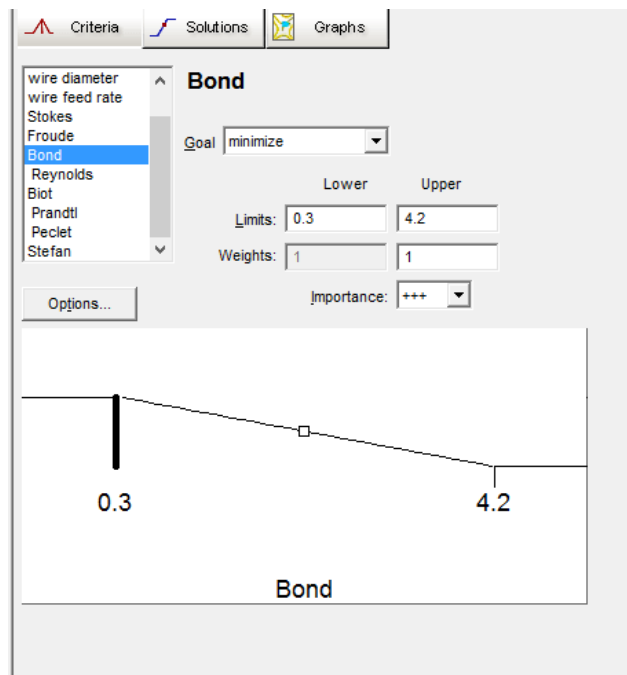 Criteria Solutions Graphs
wire diameter
wire feed rate
Stokes
Froude
Bond
Reynolds
Biot
Prandtl
Peclet
Stefan
Options...
Bond
Goal minimize
Lower Upper
Limits: 0.3 4.2
Weights: 1 1
Importance: +++
0.3 4.2
Bond